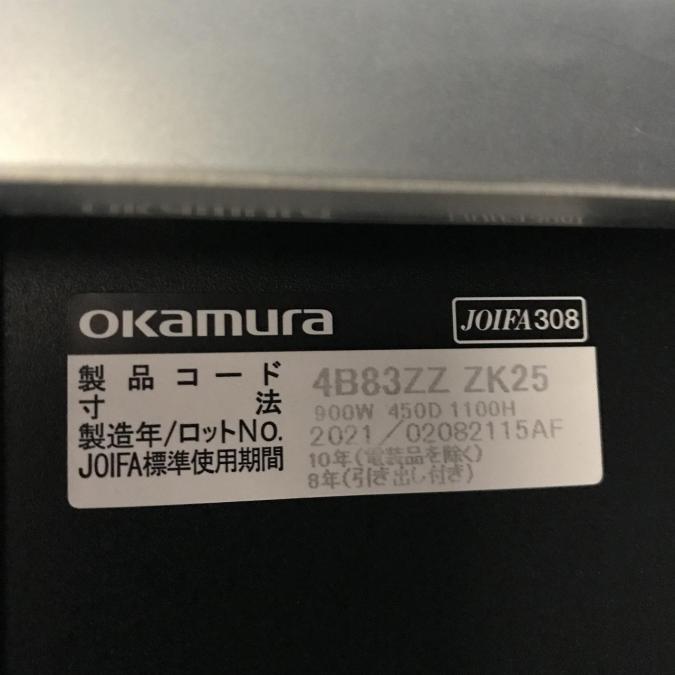 okamura
JOIFA308
製品コード 4B83ZZ ZK25
寸法 900W 450D 1100H
製造年/ロットNO. 2021/02082115AF
JOIFA標準使用期間 10年(電装品を除く)
8年(引き出し付き)